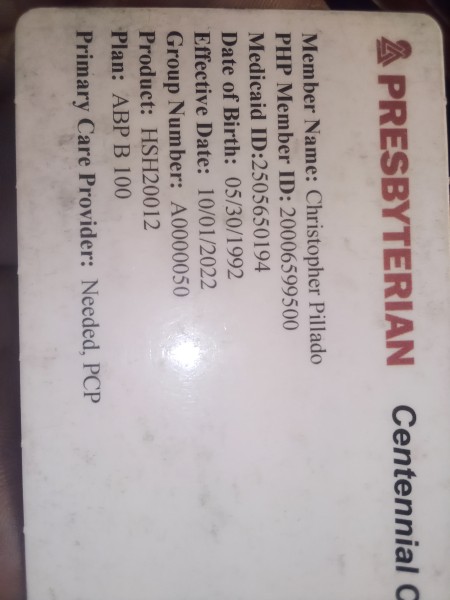 PRESBYTERIAN Centennial C
Member Name: Christopher Pillado
PHP Member ID: 20006599500
Medicaid ID:2505650194
Date of Birth: 05/30/1992
Effective Date: 10/01/2022
Group Number: A0000050
Product: HSH20012
Plan: ABP B 100
Primary Care Provider: Needed, PCP